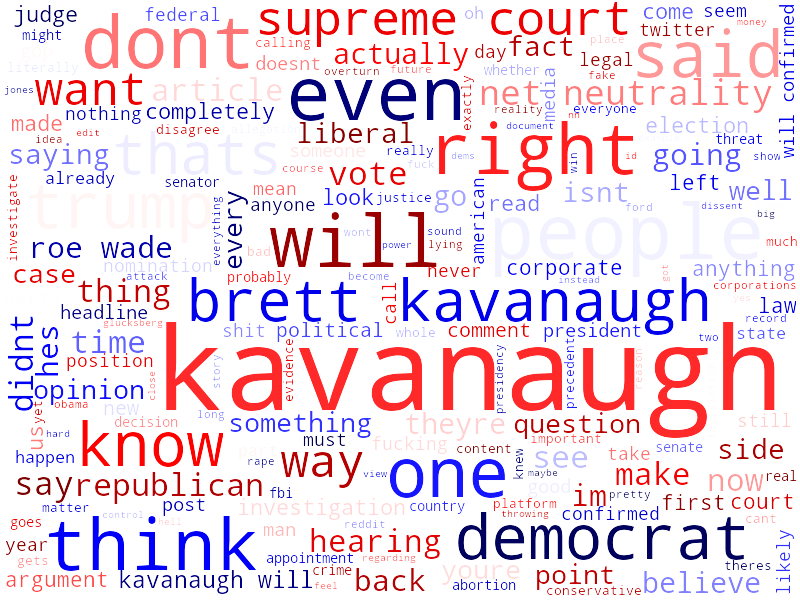 judge
federal
supreme court
oh
come
seem
might
dont
calling
actually
day
fact
twitter
place
money
said
will confirmed
literally
doesnt
legal
jones
want
article
overturn
future
even
exactly
whether
fake
media
net neutrality
nothing
completely
reality
document
everyone
made
idea
edit
disagree
liberal
right
nn
election
threat
saying
thats
someone
really
fuck
dems
win
id
going
show
already
senator
course
vote
mean
look
justice
go
read
isnt
left
well
investigate
trump
everything
every
anyone
american
people
ford
dissent
big
roe wade
bad
will
wont
power
sound
lying
much
nomination
corporate
anything
case
attack
probably
become
never
instead
got
corporations
thing
brett kavanaugh
call
law
yes
headline
record
glucksberg
didnt
hes
time
shit
political
whole
comment
president
two
state
position
close
kavanaugh
story
evidence
presidency
precedent
reason
opinion
obama
new
long
us
yet
decision
something
theyre
question
still
hard
know
must
fucking
important
senate
happen
part
way
content
knew
see
take
side
rape
view
one
maybe
good
make
now
real
say
republican
fbi
im
pretty
matter
post
investigation
country
platform
first
court
goes
control
reddit
throwing
confirmed
cant
year
think
hell
man
hearing
democrat
likely
gets
appointment
regarding
youre
point
theres
argument
kavanaugh will
crime
feel
back
abortion
conservative
believe